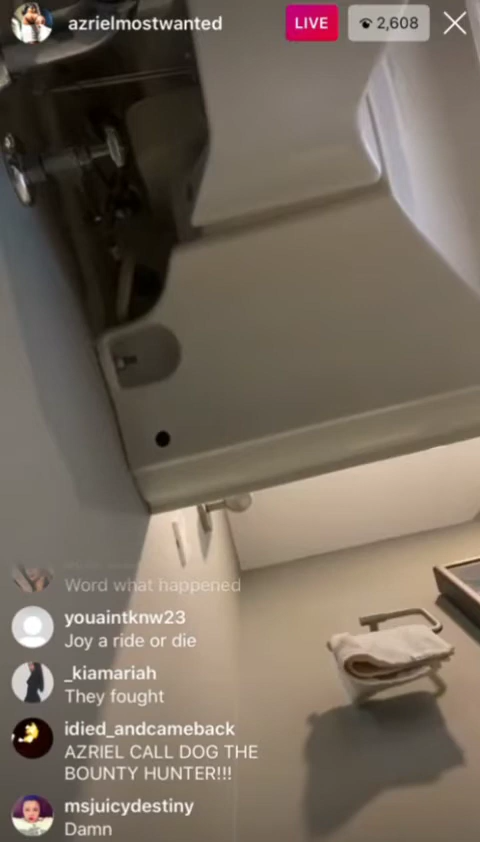 azrielmostwanted LIVE 2,608
Word what happened
youaintknw23
Joy a ride or die
_kiamariah
They fought
idied_andcameback
AZRIEL CALL DOG THE
BOUNTY HUNTER!!!
msjuicydestiny
Damn